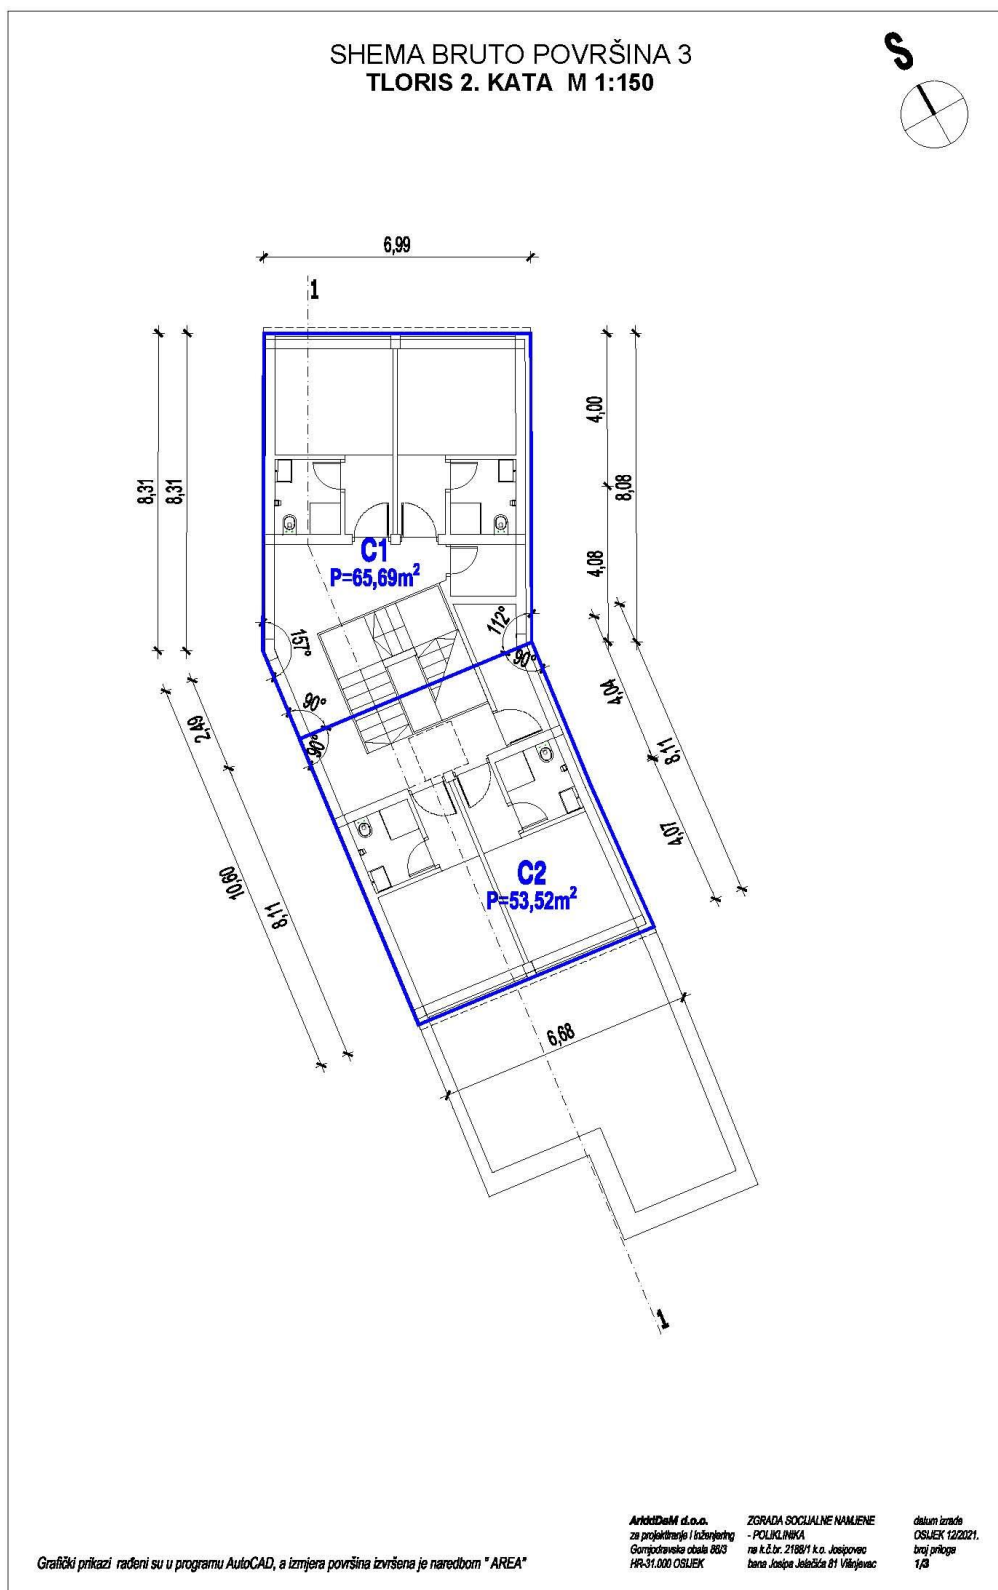 SHEMA BRUTO POVRŠINA 3
TLORIS 2. KATA M 1:150
S
6,99
1
8,31
8,31
4,00
8,08
4,08
C1
P=65,69m²
157°
112°
90°
90°
90°
2,49
10,60
8,11
4,04
8,11
4,07
C2
P=53,52m²
6,68
1
Grafički prikazi rađeni su u programu AutoCAD, a izmjera površina izvršena je naredbom " AREA"
za projektiranje i inženjering
Gornjodravska obala 86/3
HR-31.000 OSIJEK
ZGRADA SOCIJALNE NAMJENE
- POLIKLINIKA
na k.č.br. 2188/1 k.o. Josipovac
bana Josipa Jelačića 81 Višnjevac
datum izrade
OSIJEK 12/2021.
broj priloga
1/3